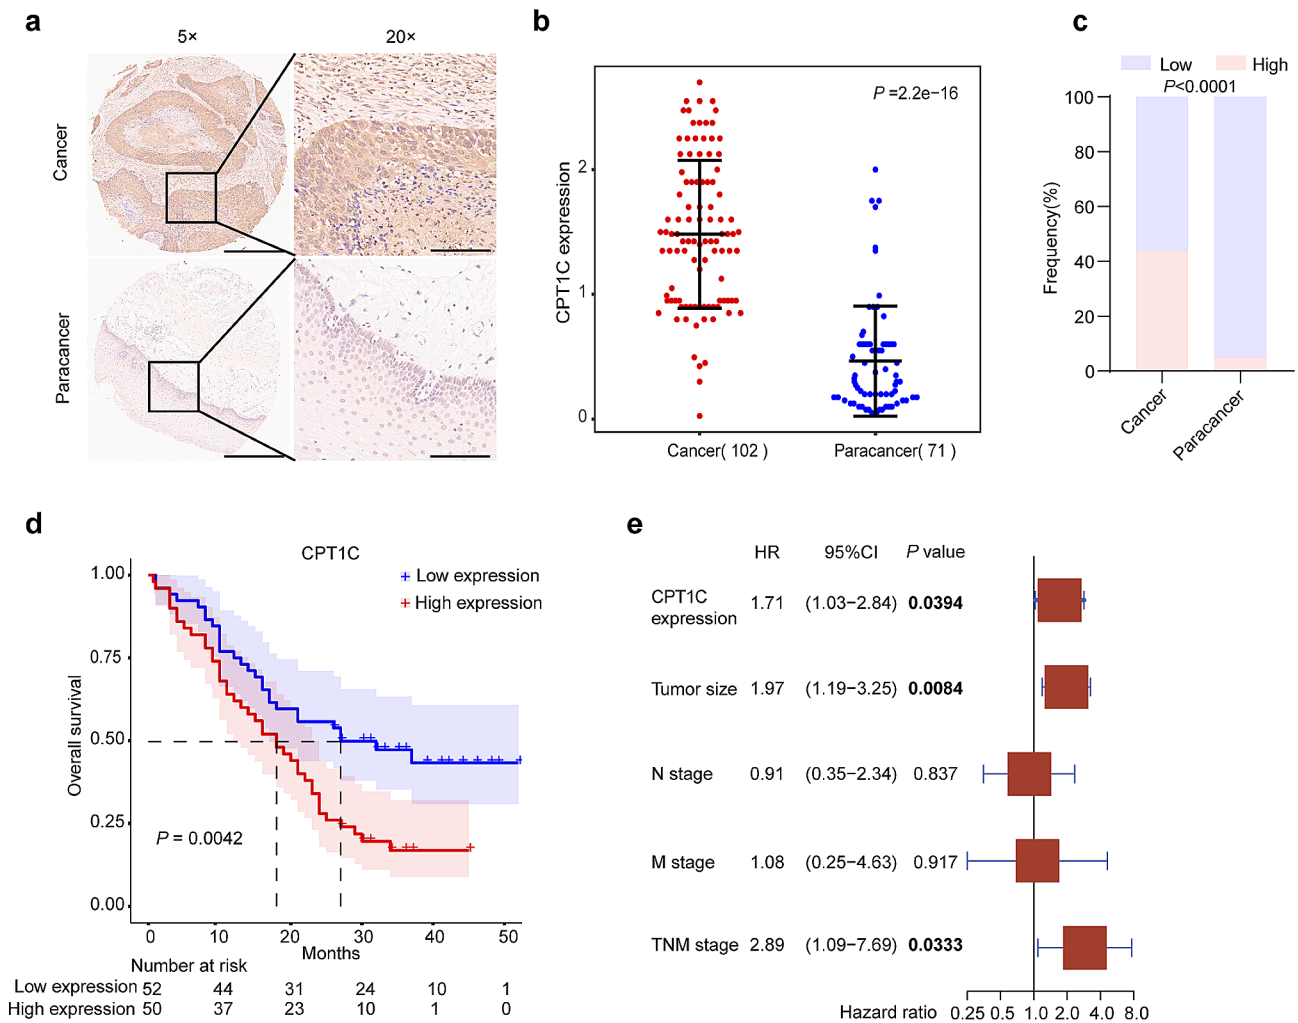 a
5×
20×
Cancer
Paracancer
b
CPT1C expression
2
1
0
P =2.2e−16
Cancer( 102 )
Paracancer( 71 )
c
Low
High
P<0.0001
Frequency(%)
100
80
60
40
20
0
Cancer
Paracancer
d
CPT1C
Low expression
High expression
Overall survival
1.00
0.75
0.50
0.25
0.00
P = 0.0042
0 10 20 30 40 50
Months
Number at risk
Low expression 52 44 31 24 10 1
High expression 50 37 23 10 1 0
e
HR 95%CI P value
CPT1C
expression
1.71 (1.03−2.84) 0.0394
Tumor size 1.97 (1.19−3.25) 0.0084
N stage 0.91 (0.35−2.34) 0.837
M stage 1.08 (0.25−4.63) 0.917
TNM stage 2.89 (1.09−7.69) 0.0333
Hazard ratio 0.25 0.5 1.0 2.0 4.0 8.0